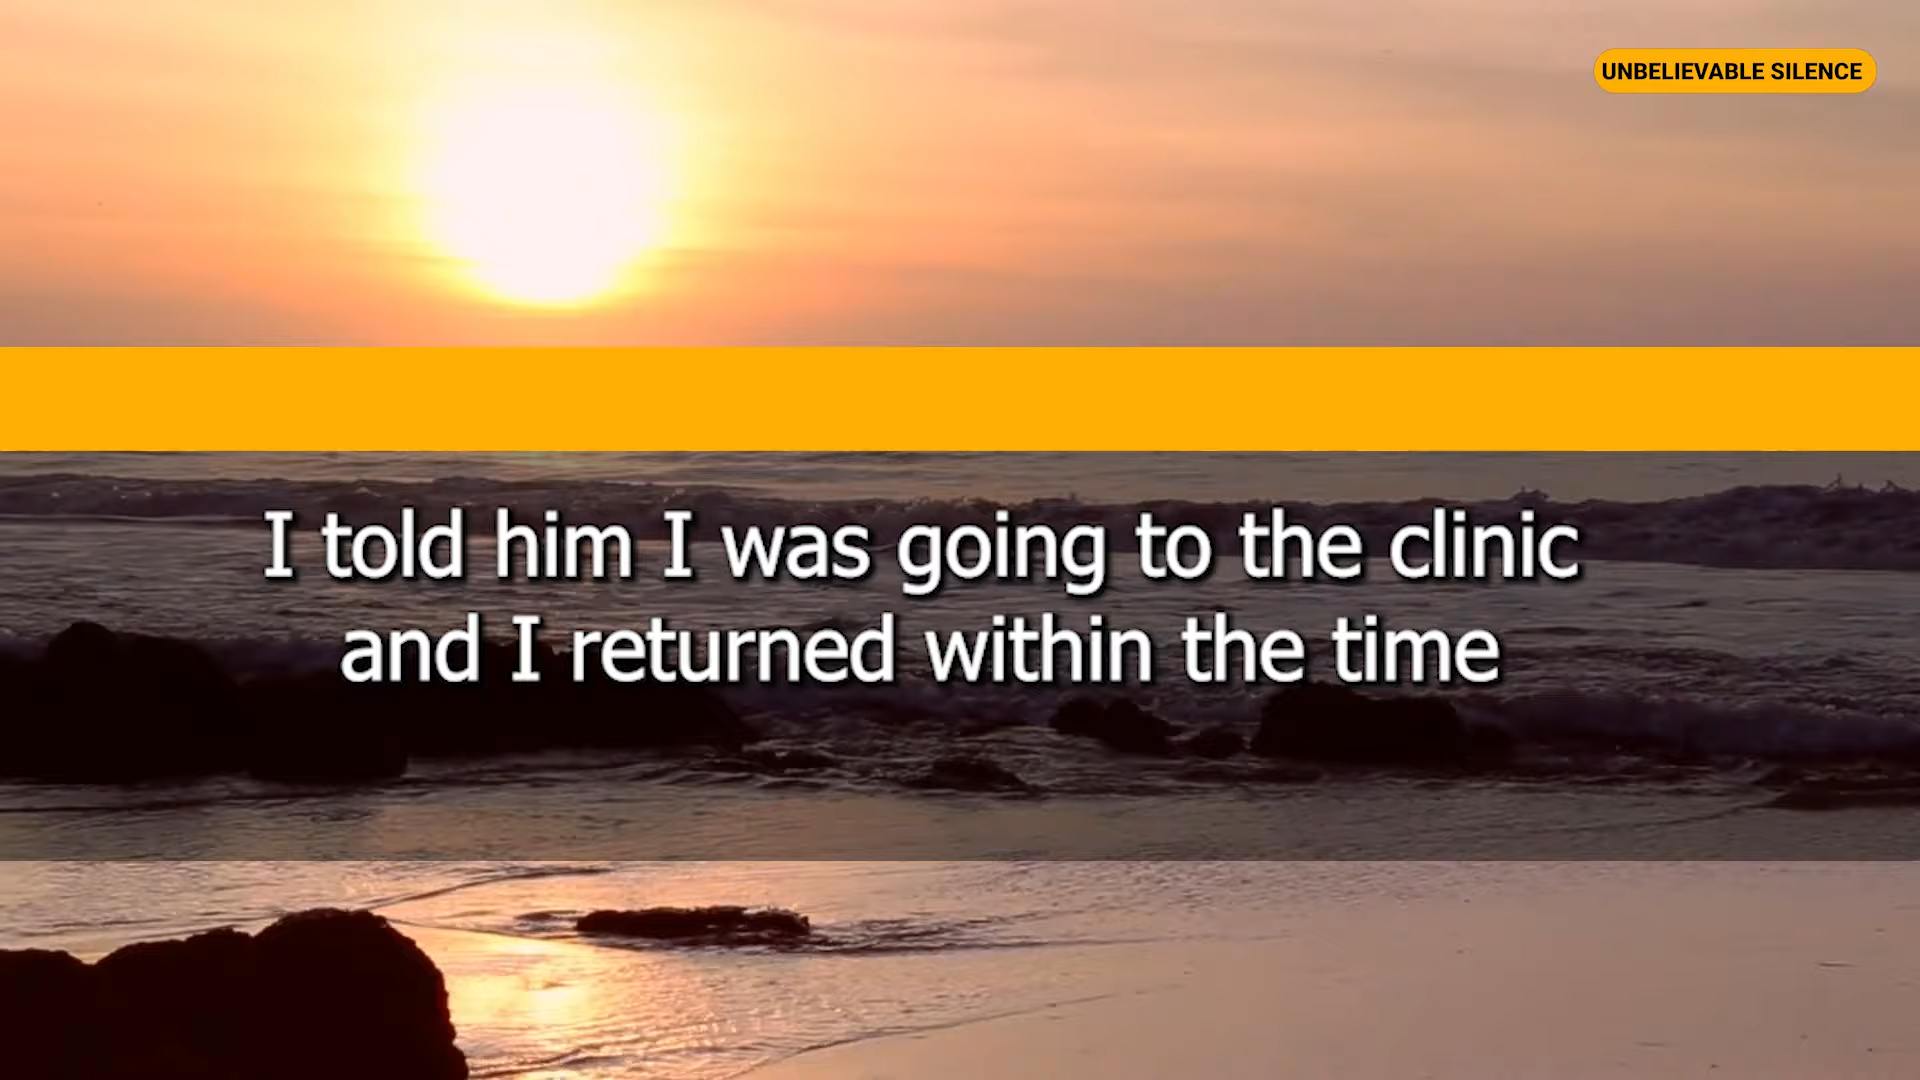 UNBELIEVABLE SILENCE
I told him I was going to the clinic
and I returned within the time